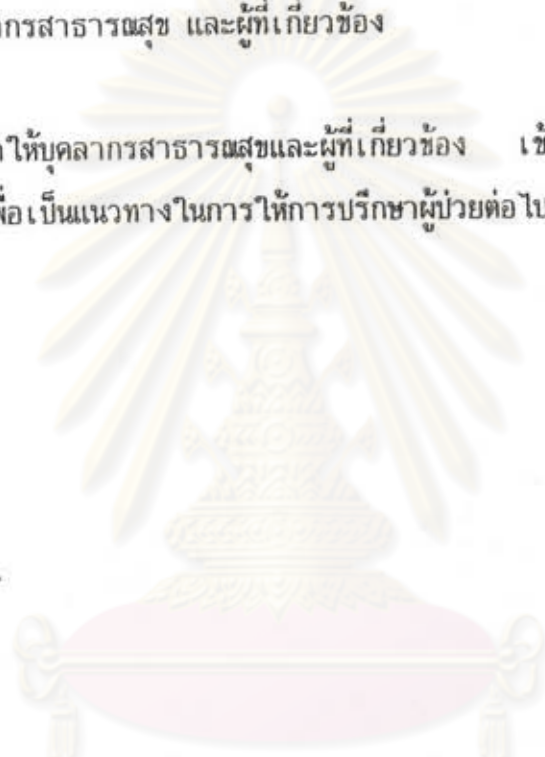 ากรสาธารณสุข และผู้ที่เกี่ยวข้อง
ให้บุคลากรสาธารณสุขและผู้ที่เกี่ยวข้อง เข้
เพื่อเป็นแนวทางในการให้การปรึกษาผู้ป่วยต่อไป